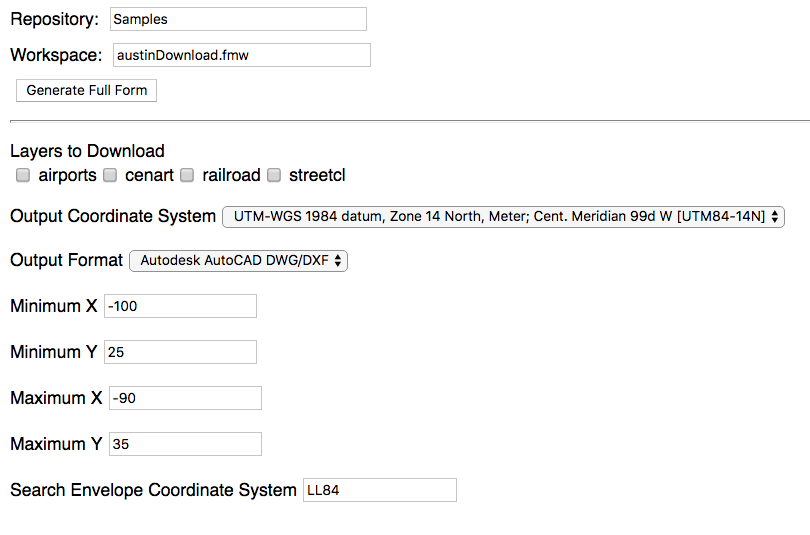 Repository: Samples
Workspace: austinDownload.fmw
Generate Full Form
Layers to Download
airports cenart railroad streetcl
Output Coordinate System UTM-WGS 1984 datum, Zone 14 North, Meter; Cent. Meridian 99d W [UTM84-14N]
Output Format Autodesk AutoCAD DWG/DXF
Minimum X -100
Minimum Y 25
Maximum X -90
Maximum Y 35
Search Envelope Coordinate System LL84